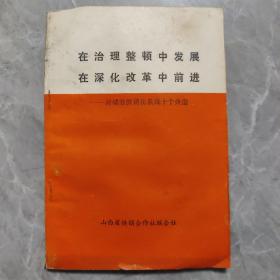 在治理整顿中发展
在深化改革中前进
山西省供销合作社联合社